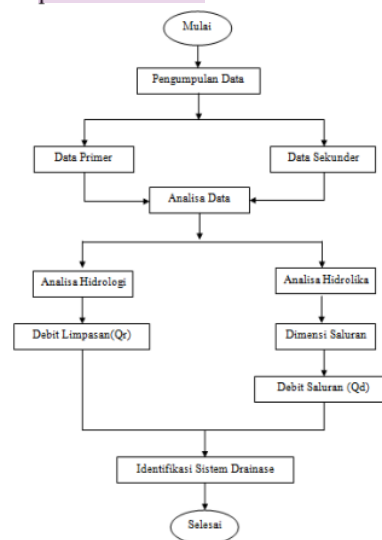 Mulai
Pengumpulan Data
Data Primer
Data Sekunder
Analisa Data
Analisa Hidrologi
Analisa Hidrolika
Debit Limpasan(Qr)
Dimensi Saluran
Debit Saluran (Qd)
Identifikasi Sistem Drainase
Selesai